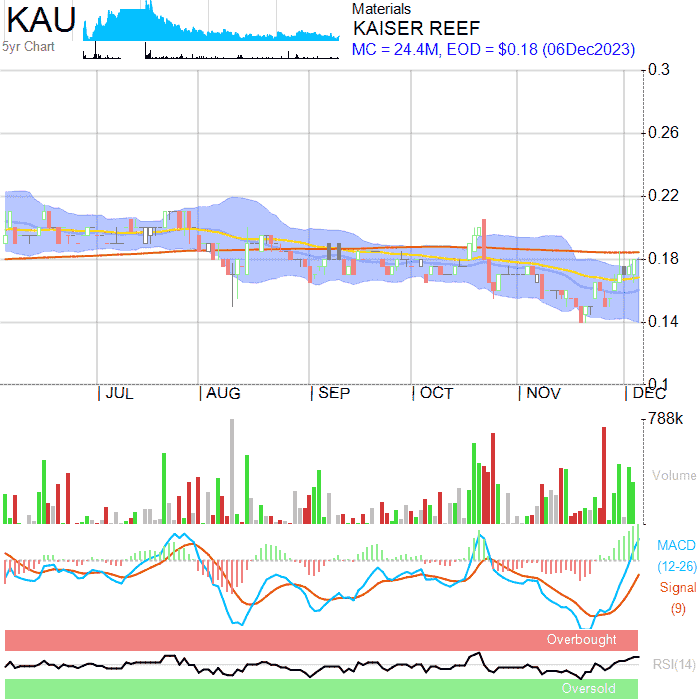 KAU
5yr Chart
Materials
KAISER REEF
MC = 24.4M, EOD = $0.18 (06Dec2023)
0.3
0.26
0.22
0.18
0.14
0.1
|JUL |AUG |SEP |OCT |NOV |DEC
788k
Volume
MACD
(12-26)
Signal
(9)
Overbought
RSI(14)
Oversold